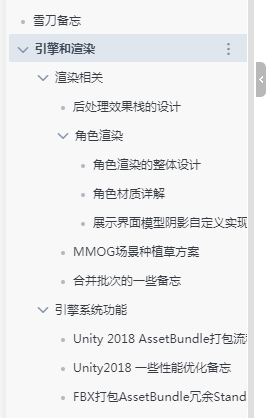 雪刀备忘
引擎和渲染
渲染相关
后处理效果栈的设计
角色渲染
角色渲染的整体设计
角色材质详解
展示界面模型阴影自定义实现
MMOG场景种植草方案
合并批次的一些备忘
引擎系统功能
Unity 2018 AssetBundle打包流
Unity2018 一些性能优化备忘
FBX打包AssetBundle冗余Stand